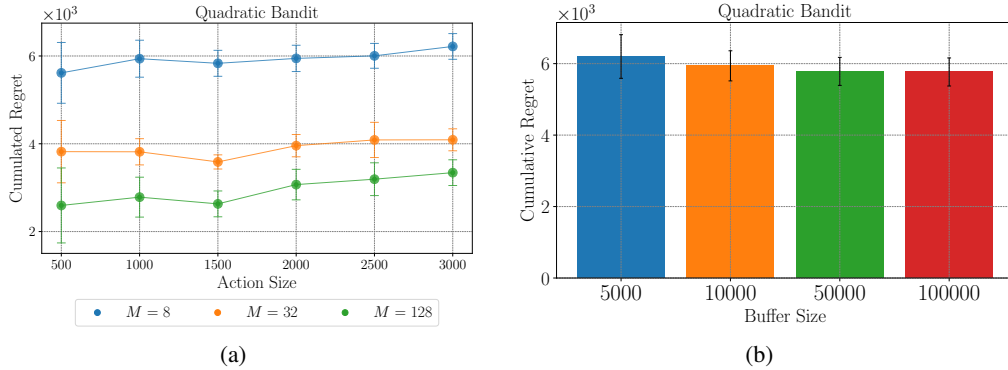 Quadratic Bandit
×10³
6
4
2
Cumulated Regret
500 1000 1500 2000 2500 3000
Action Size
M = 8 M = 32 M = 128
(a)
Quadratic Bandit
×10³
6
4
2
0
Cumulative Regret
5000 10000 50000 100000
Buffer Size
(b)